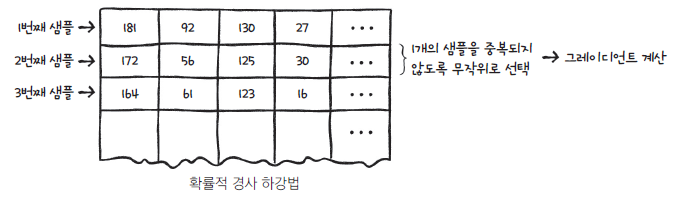 1번째 샘플 → 181 92 130 27 •••
2번째 샘플 → 172 56 125 30 •••
3번째 샘플 → 164 61 123 16 •••
•••
1개의 샘플을 중복되지
않도록 무작위로 선택
→ 그레이디언트 계산
확률적 경사 하강법